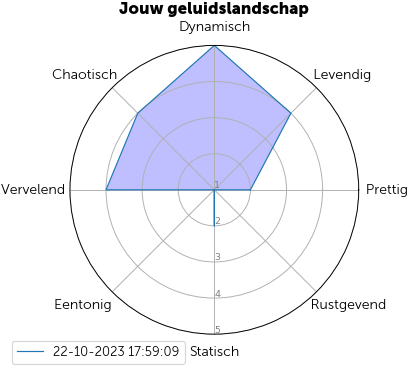 Jouw geluidslandschap
Dynamisch
Chaotisch
Levendig
Vervelend
1
Prettig
2
3
Eentonig
4
Rustgevend
5
22-10-2023 17:59:09
Statisch